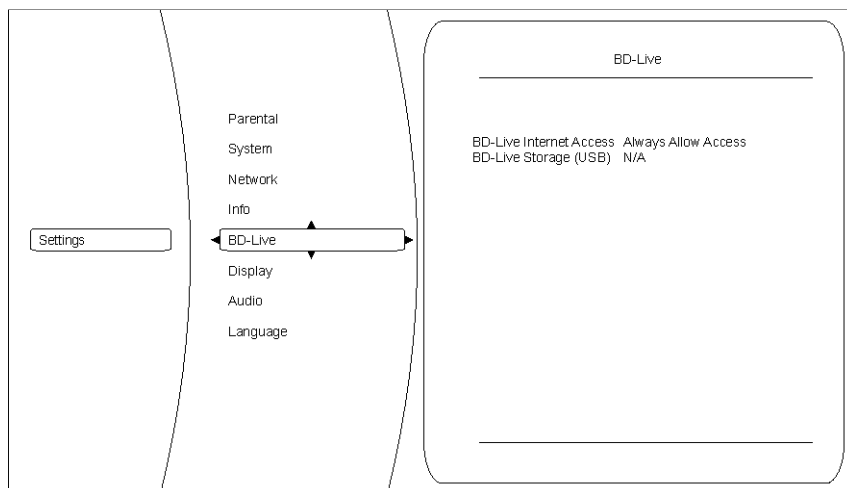 Settings
Parental
System
Network
Info
BD-Live
Display
Audio
Language
BD-Live
BD-Live Internet Access Always Allow Access
BD-Live Storage (USB) N/A